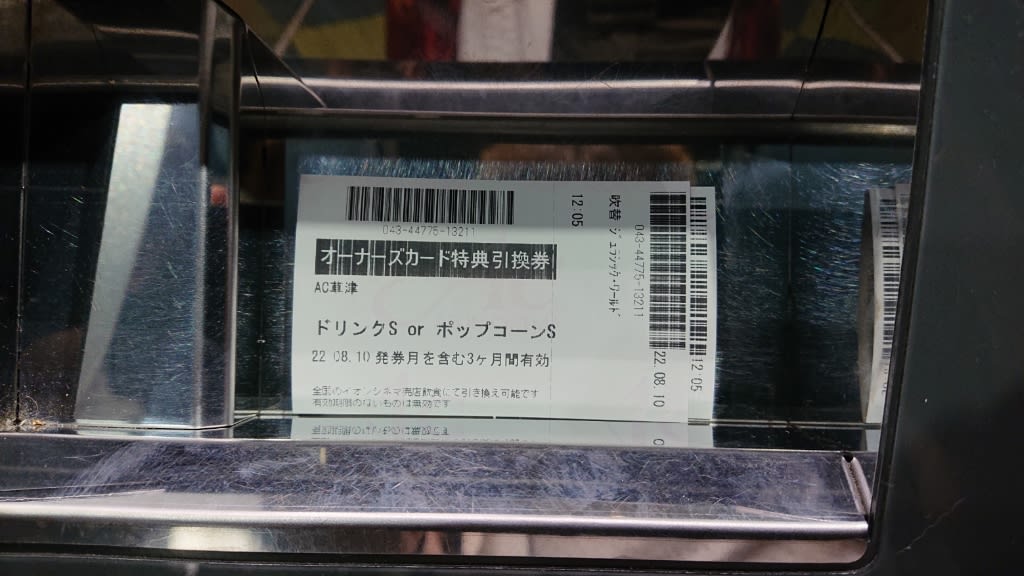 043-44775-13211
オーナーズカード特典引換券
AC草津
ドリンクS or ポップコーンS
22.08.10 発券月を含む3ヶ月間有効
全国のイオンシネマ売店飲食にて引き換え可能です
有効期限のないものは無効です
12:05
吹替 ジュラシック・ワールド
043-44775-13211
22.08.10
12:05